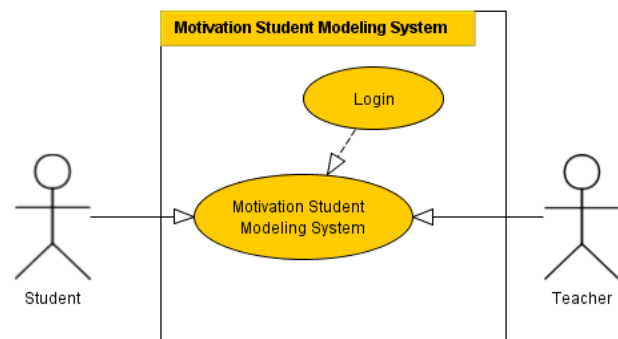 Motivation Student Modeling System
Login
Motivation Student
Modeling System
Student
Teacher